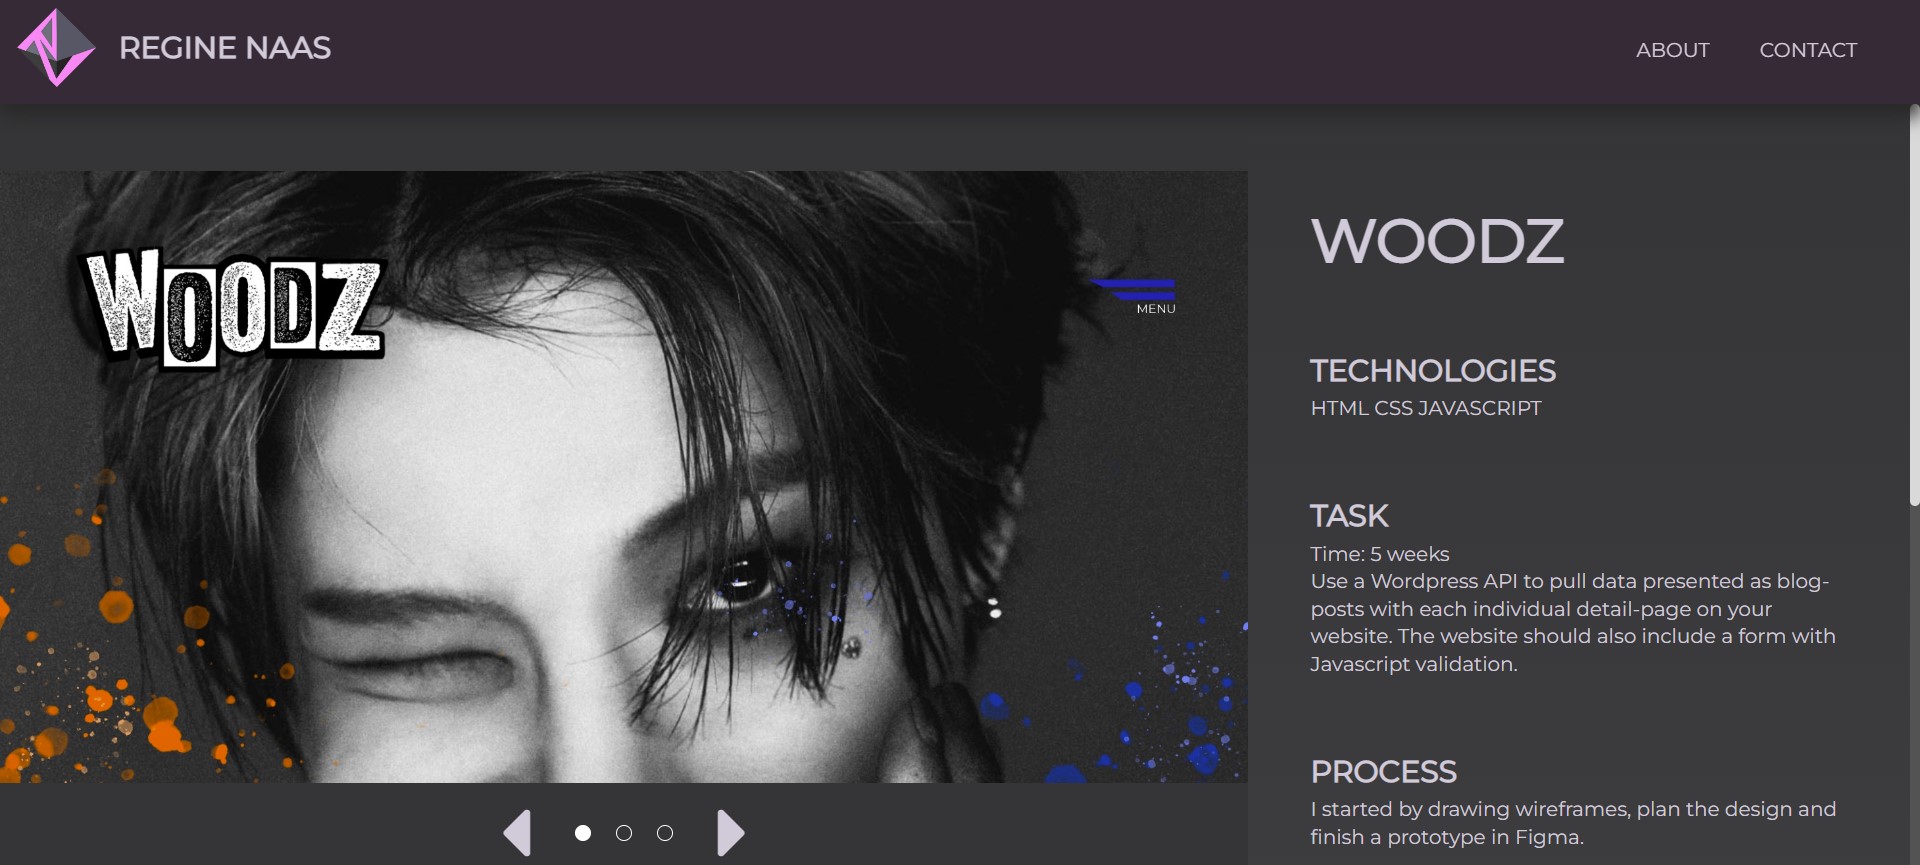 REGINE NAAS
ABOUT
CONTACT
WOODZ
MENU
WOODZ
TECHNOLOGIES
HTML CSS JAVASCRIPT
TASK
Time: 5 weeks
Use a Wordpress API to pull data presented as blog-
posts with each individual detail-page on your
website. The website should also include a form with
Javascript validation.
PROCESS
I started by drawing wireframes, plan the design and
finish a prototype in Figma.